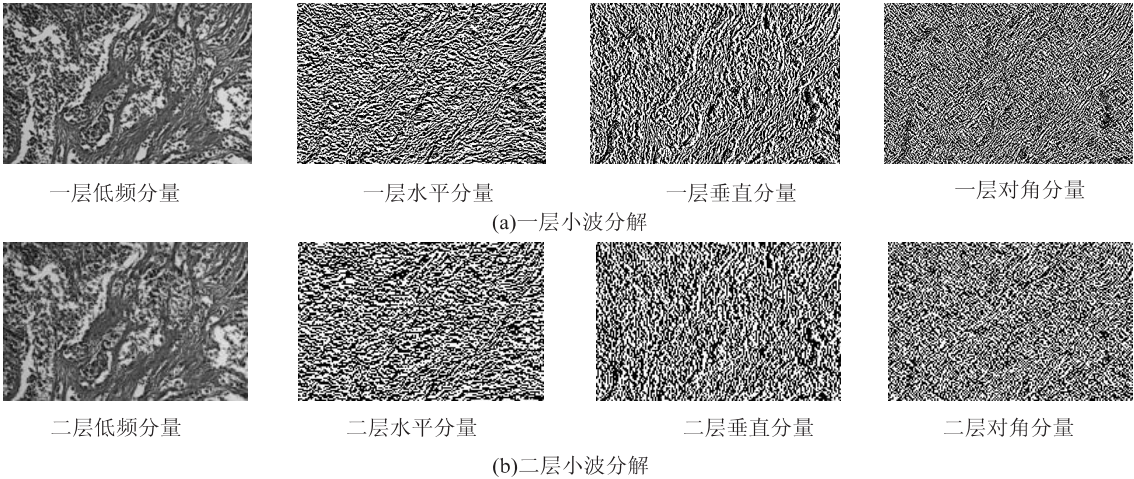 一层低频分量
一层水平分量
一层垂直分量
一层对角分量
(a)一层小波分解
二层低频分量
二层水平分量
二层垂直分量
二层对角分量
(b)二层小波分解